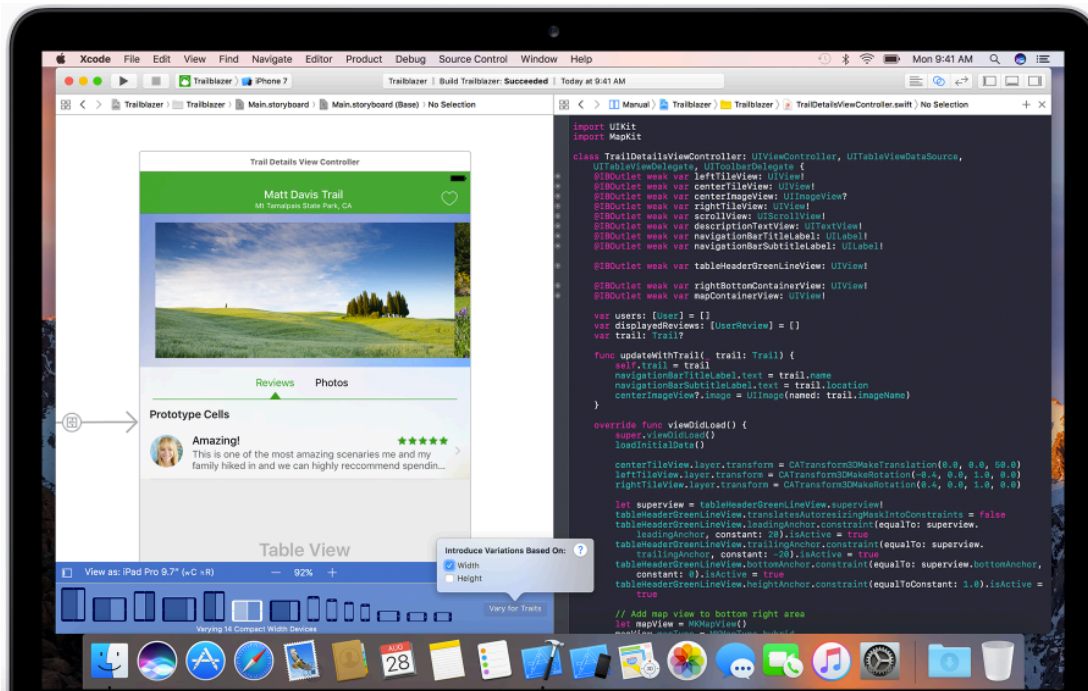 Xcode File Edit View Find Navigate Editor Product Debug Source Control Window Help Mon 9:41 AM
Trailblazer iPhone 7 Trailblazer | Build Trailblazer: Succeeded | Today at 9:41 AM
Trailblazer Trailblazer Main.storyboard Main.storyboard (Base) No Selection
Manual Trailblazer Trailblazer TrailDetailsViewController.swift No Selection
Trail Details View Controller
Matt Davis Trail
Mt Tamalpais State Park, CA
Reviews Photos
Prototype Cells
Amazing!
This is one of the most amazing scenaries me and my
family hiked in and we can highly reccommend spendin...
Table View
Introduce Variations Based On: ?
Width
Height
View as: iPad Pro 9.7" (wC hR) — 92% +
Vary for Traits
Varying 14 Compact Width Devices
import UIKit
import MapKit
class TrailDetailsViewController: UIViewController, UITableViewDataSource,
UITableViewDelegate, UIToolbarDelegate {
@IBOutlet weak var leftTileView: UIView!
@IBOutlet weak var centerTileView: UIView!
@IBOutlet weak var centerImageView: UIImageView?
@IBOutlet weak var rightTileView: UIView!
@IBOutlet weak var scrollView: UIScrollView!
@IBOutlet weak var descriptionTextView: UITextView!
@IBOutlet weak var navigationBarTitleLabel: UILabel!
@IBOutlet weak var navigationBarSubtitleLabel: UILabel!
@IBOutlet weak var tableHeaderGreenLineView: UIView!
@IBOutlet weak var rightBottomContainerView: UIView!
@IBOutlet weak var mapContainerView: UIView!
var users: [User] = []
var displayedReviews: [UserReview] = []
var trail: Trail?
func updateWithTrail(_ trail: Trail) {
self.trail = trail
navigationBarTitleLabel.text = trail.name
navigationBarSubtitleLabel.text = trail.location
centerImageView?.image = UIImage(named: trail.imageName)
}
override func viewDidLoad() {
super.viewDidLoad()
loadInitialData()
centerTileView.layer.transform = CATransform3DMakeTranslation(0.0, 0.0, 50.0)
leftTileView.layer.transform = CATransform3DMakeRotation(-0.4, 0.0, 1.0, 0.0)
rightTileView.layer.transform = CATransform3DMakeRotation(0.4, 0.0, 1.0, 0.0)
let superview = tableHeaderGreenLineView.superview!
tableHeaderGreenLineView.translatesAutoresizingMaskIntoConstraints = false
tableHeaderGreenLineView.leadingAnchor.constraint(equalTo: superview.
leadingAnchor, constant: 20).isActive = true
tableHeaderGreenLineView.trailingAnchor.constraint(equalTo: superview.
trailingAnchor, constant: -20).isActive = true
tableHeaderGreenLineView.bottomAnchor.constraint(equalTo: superview.bottomAnchor,
constant: 0).isActive = true
tableHeaderGreenLineView.heightAnchor.constraint(equalToConstant: 1.0).isActive =
true
// Add map view to bottom right area
let mapView = MKMapView()
AUG
28